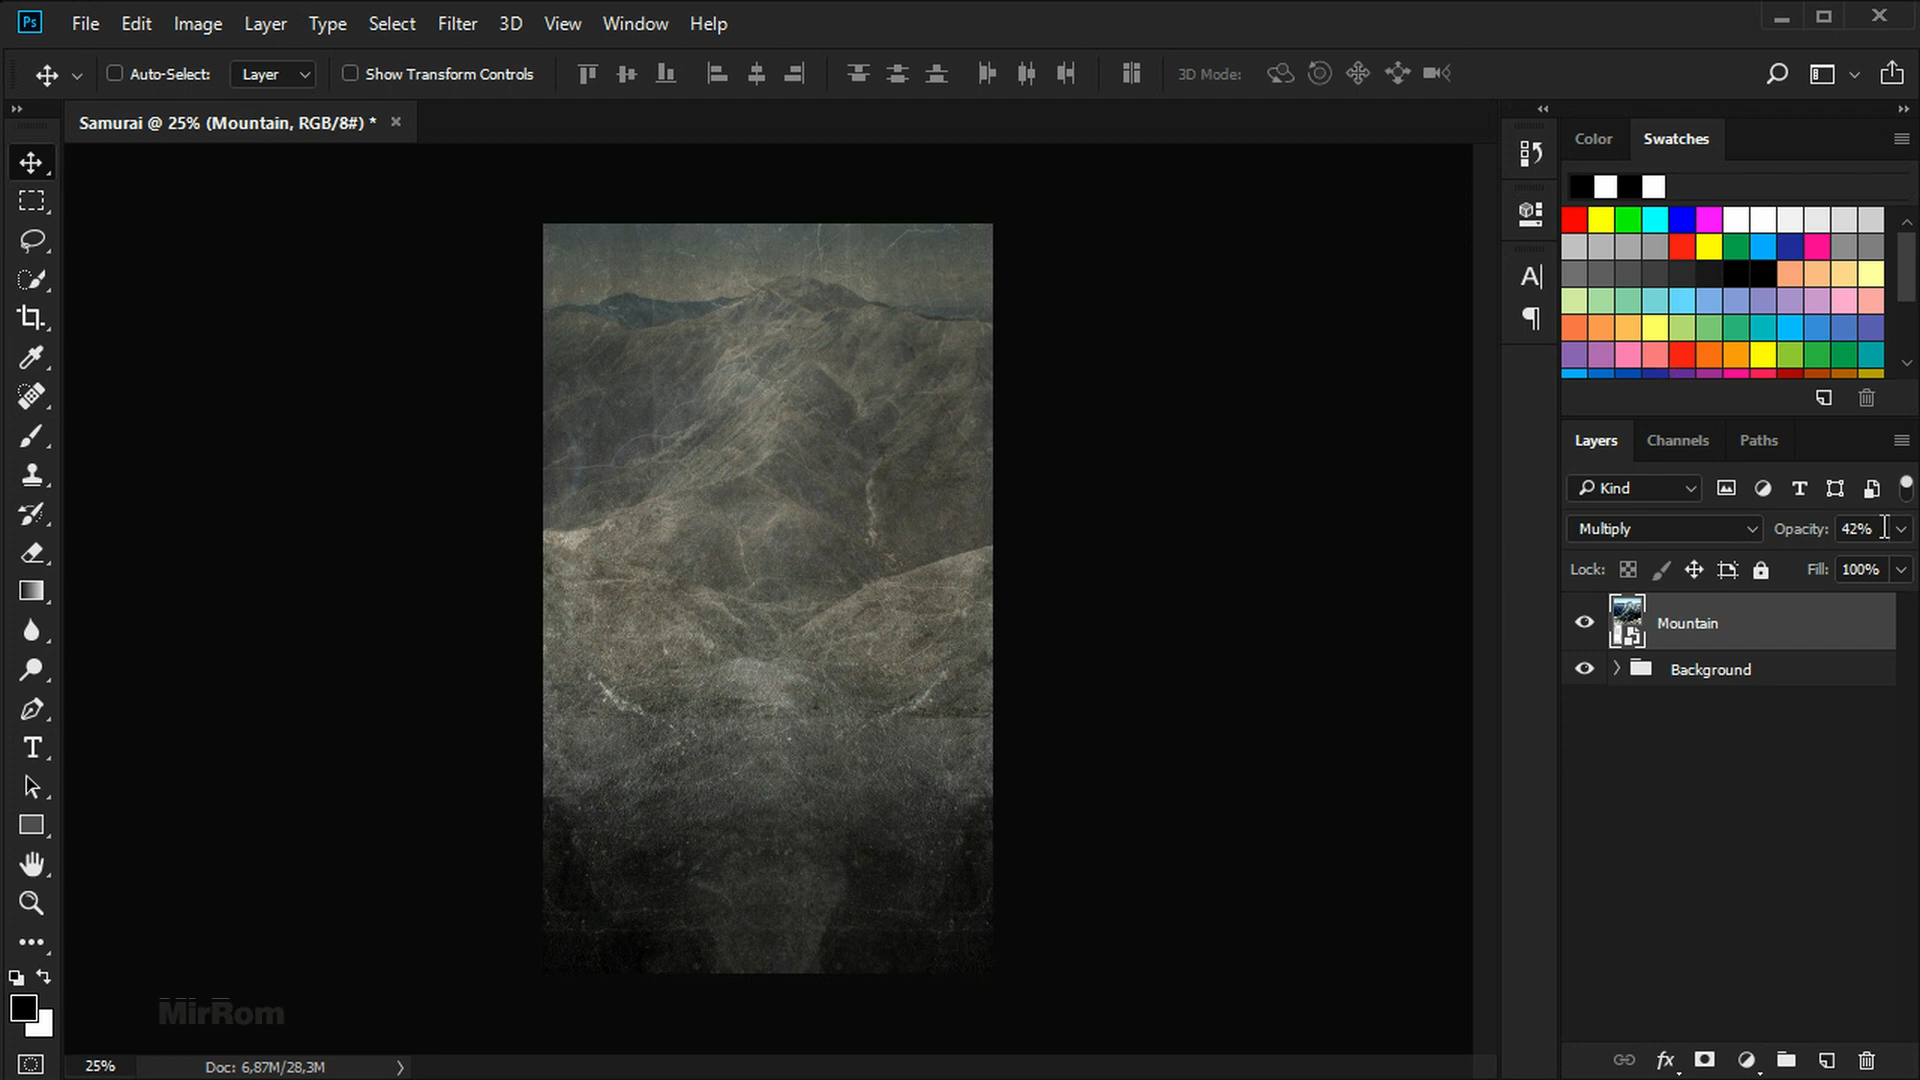 Ps File Edit Image Layer Type Select Filter 3D View Window Help
Auto-Select: Layer Show Transform Controls 3D Mode:
Samurai @ 25% (Mountain, RGB/8#) *
Color Swatches
Layers Channels Paths
Kind
Multiply Opacity: 42%
Lock: Fill: 100%
Mountain
Background
MirRom
25% Doc: 6,87M/28,3M
fx